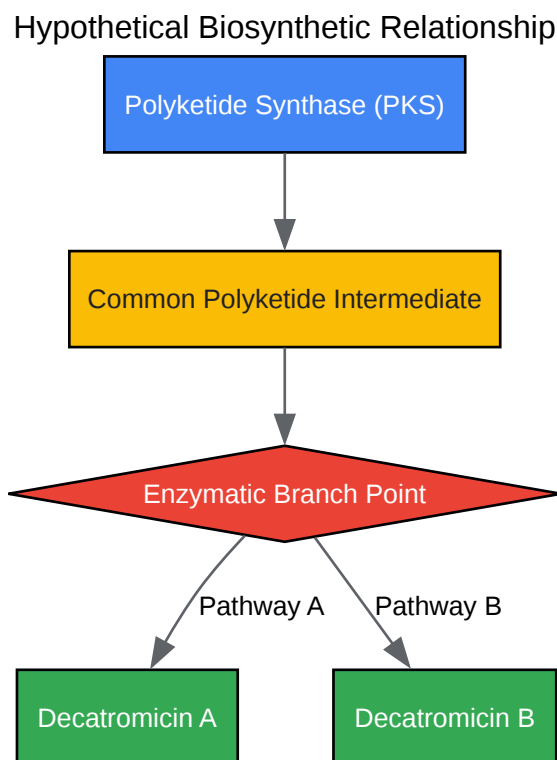 Hypothetical Biosynthetic Relationship
Polyketide Synthase (PKS)
Common Polyketide Intermediate
Enzymatic Branch Point
Pathway A
Pathway B
Decatromicin A
Decatromicin B